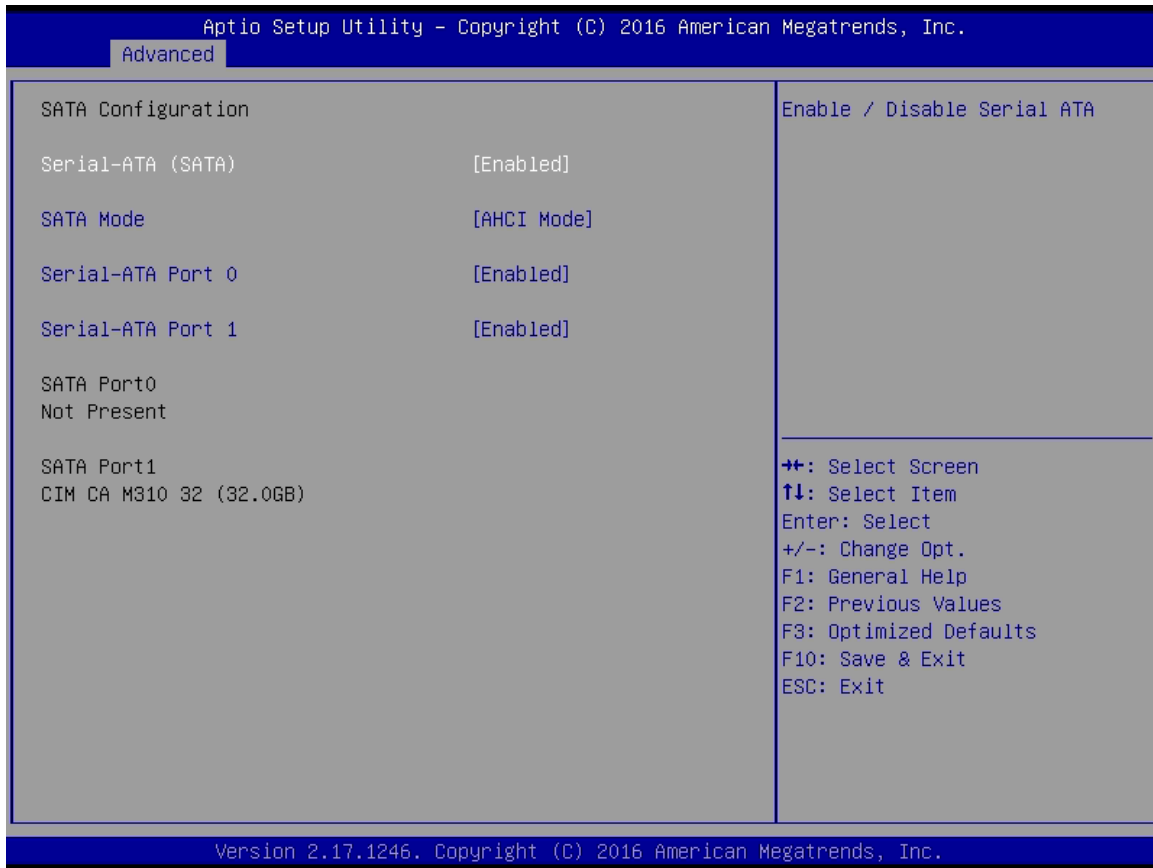 Aptio Setup Utility – Copyright (C) 2016 American Megatrends, Inc.
Advanced
SATA Configuration
Serial-ATA (SATA) [Enabled]
SATA Mode [AHCI Mode]
Serial-ATA Port 0 [Enabled]
Serial-ATA Port 1 [Enabled]
SATA Port0
Not Present
SATA Port1
CIM CA M310 32 (32.0GB)
Enable / Disable Serial ATA
→←: Select Screen
↑↓: Select Item
Enter: Select
+/-: Change Opt.
F1: General Help
F2: Previous Values
F3: Optimized Defaults
F10: Save & Exit
ESC: Exit
Version 2.17.1246. Copyright (C) 2016 American Megatrends, Inc.